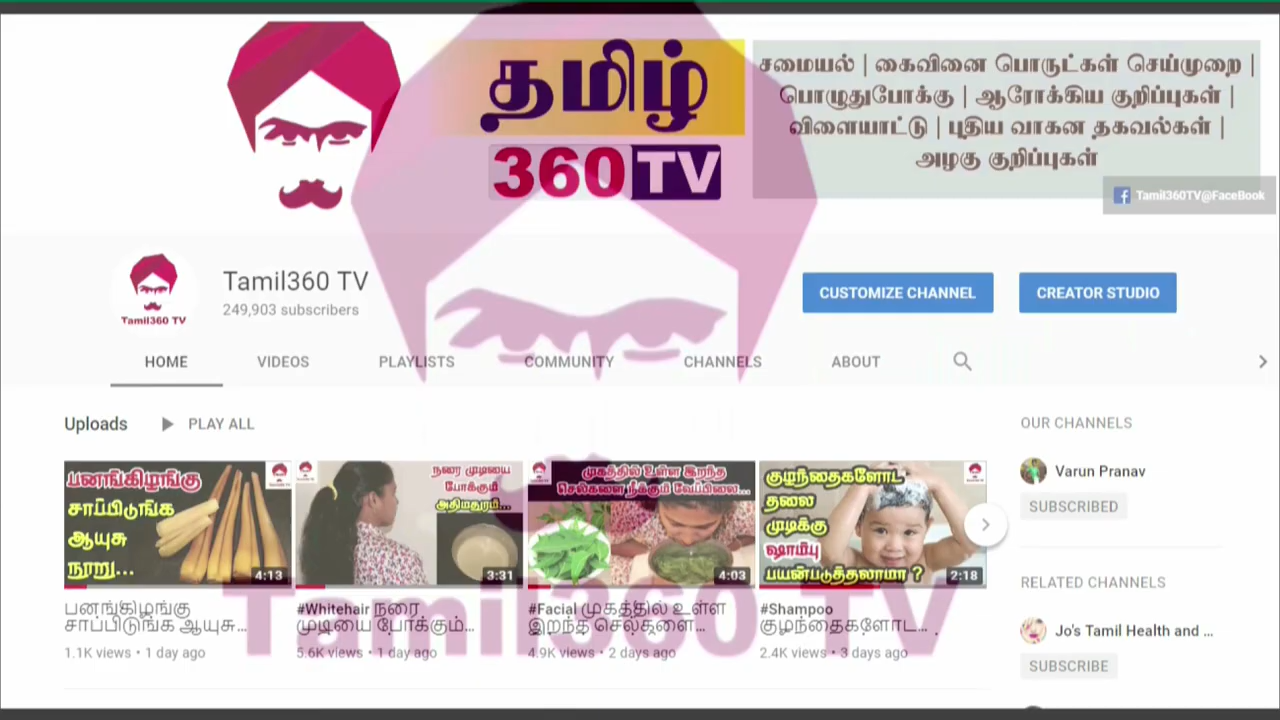 தமிழ்
360 TV
சமையல் | கைவினை பொருட்கள் செய்முறை |
பொழுதுபோக்கு | ஆரோக்கிய குறிப்புகள் |
விளையாட்டு | புதிய வாகன தகவல்கள் |
அழகு குறிப்புகள்
Tamil360TV@FaceBook
Tamil360 TV
Tamil360 TV
249,903 subscribers
CUSTOMIZE CHANNEL
CREATOR STUDIO
HOME VIDEOS PLAYLISTS COMMUNITY CHANNELS ABOUT
Uploads PLAY ALL
OUR CHANNELS
Varun Pranav
SUBSCRIBED
RELATED CHANNELS
Jo's Tamil Health and ...
SUBSCRIBE
பனங்கிழங்கு
சாப்பிடுங்க
ஆயுசு
நூறு...
4:13
நரை முடியை
போக்கும்
அதிமதுரம்...
3:31
முகத்தில் உள்ள இறந்த
செல்களை நீக்கும் வேப்பிலை...
4:03
குழந்தைகளோட
தலை
முடிக்கு
ஷாம்பு
பயன்படுத்தலாமா ?
2:18
பனங்கிழங்கு
சாப்பிடுங்க ஆயுசு...
1.1K views • 1 day ago
#Whitehair நரை
முடியை போக்கும்...
5.6K views • 1 day ago
#Facial முகத்தில் உள்ள
இறந்த செல்களை...
4.9K views • 2 days ago
#Shampoo
குழந்தைகளோட...
2.4K views • 3 days ago
Tamil360 TV